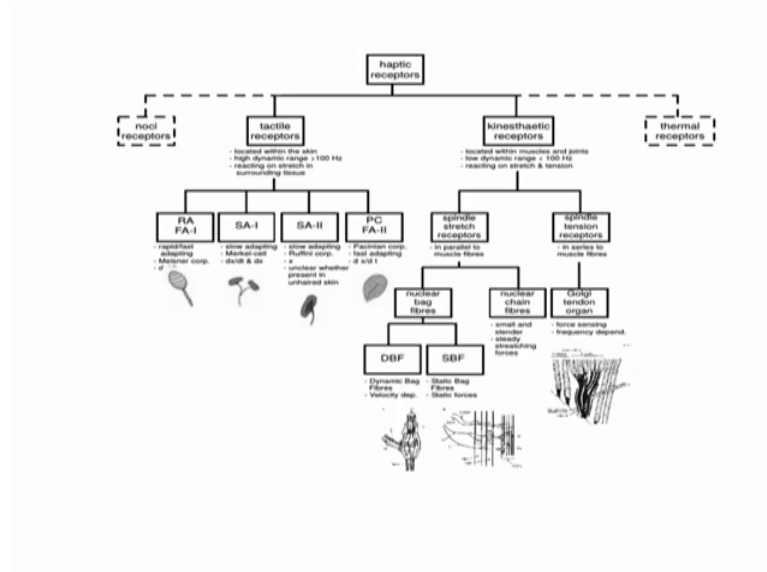 haptic
receptors
noci
receptors
tactile
receptors
kinesthaetic
receptors
thermal
receptors
- located within the skin
- high dynamic range >100 Hz
- reacting on stretch in
surrounding tissue
- located within muscles and joints
- low dynamic range < 100 Hz
- reacting on stretch & tension
RA
FA-I
SA-I
SA-II
PC
FA-II
spindle
stretch
receptors
spindle
tension
receptors
- rapid/fast
adapting
- Meisner corp.
- d
- slow adapting
- Merkel-cell
- dx/dt & dx
- slow adapting
- Ruffini corp.
- x
- unclear whether
present in
unhaired skin
- Pacinian corp.
- fast adapting
- d x/d t
- in parallel to
muscle fibres
- in series to
muscle fibres
nuclear
bag
fibres
nuclear
chain
fibres
Golgi
tendon
organ
- small and
slender
- steady
forces
- force sensing
- frequency depend.
DBF
SBF
- Dynamic Bag
Fibres
- Velocity dep.
- Static Bag
Fibres
- Static forces